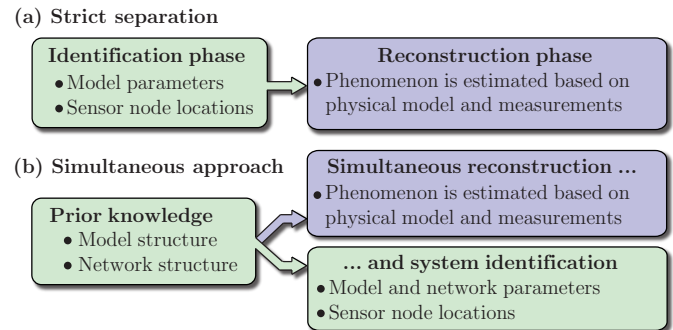 (a) Strict separation
Identification phase
• Model parameters
• Sensor node locations
Reconstruction phase
• Phenomenon is estimated based on
physical model and measurements
(b) Simultaneous approach
Prior knowledge
• Model structure
• Network structure
Simultaneous reconstruction ...
• Phenomenon is estimated based on
physical model and measurements
... and system identification
• Model and network parameters
• Sensor node locations